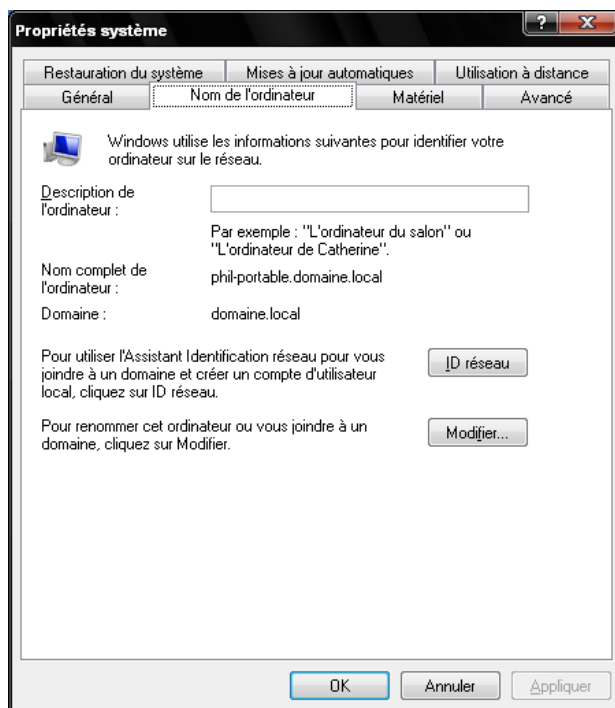 Propriétés système
Restauration du système Mises à jour automatiques Utilisation à distance
Général Nom de l'ordinateur Matériel Avancé
Windows utilise les informations suivantes pour identifier votre
ordinateur sur le réseau.
Description de
l'ordinateur :
Par exemple : "L'ordinateur du salon" ou
"L'ordinateur de Catherine".
Nom complet de
l'ordinateur :
phil-portable.domaine.local
Domaine :
domaine.local
Pour utiliser l'Assistant Identification réseau pour vous
joindre à un domaine et créer un compte d'utilisateur
local, cliquez sur ID réseau.
ID réseau
Pour renommer cet ordinateur ou vous joindre à un
domaine, cliquez sur Modifier.
Modifier...
OK Annuler Appliquer